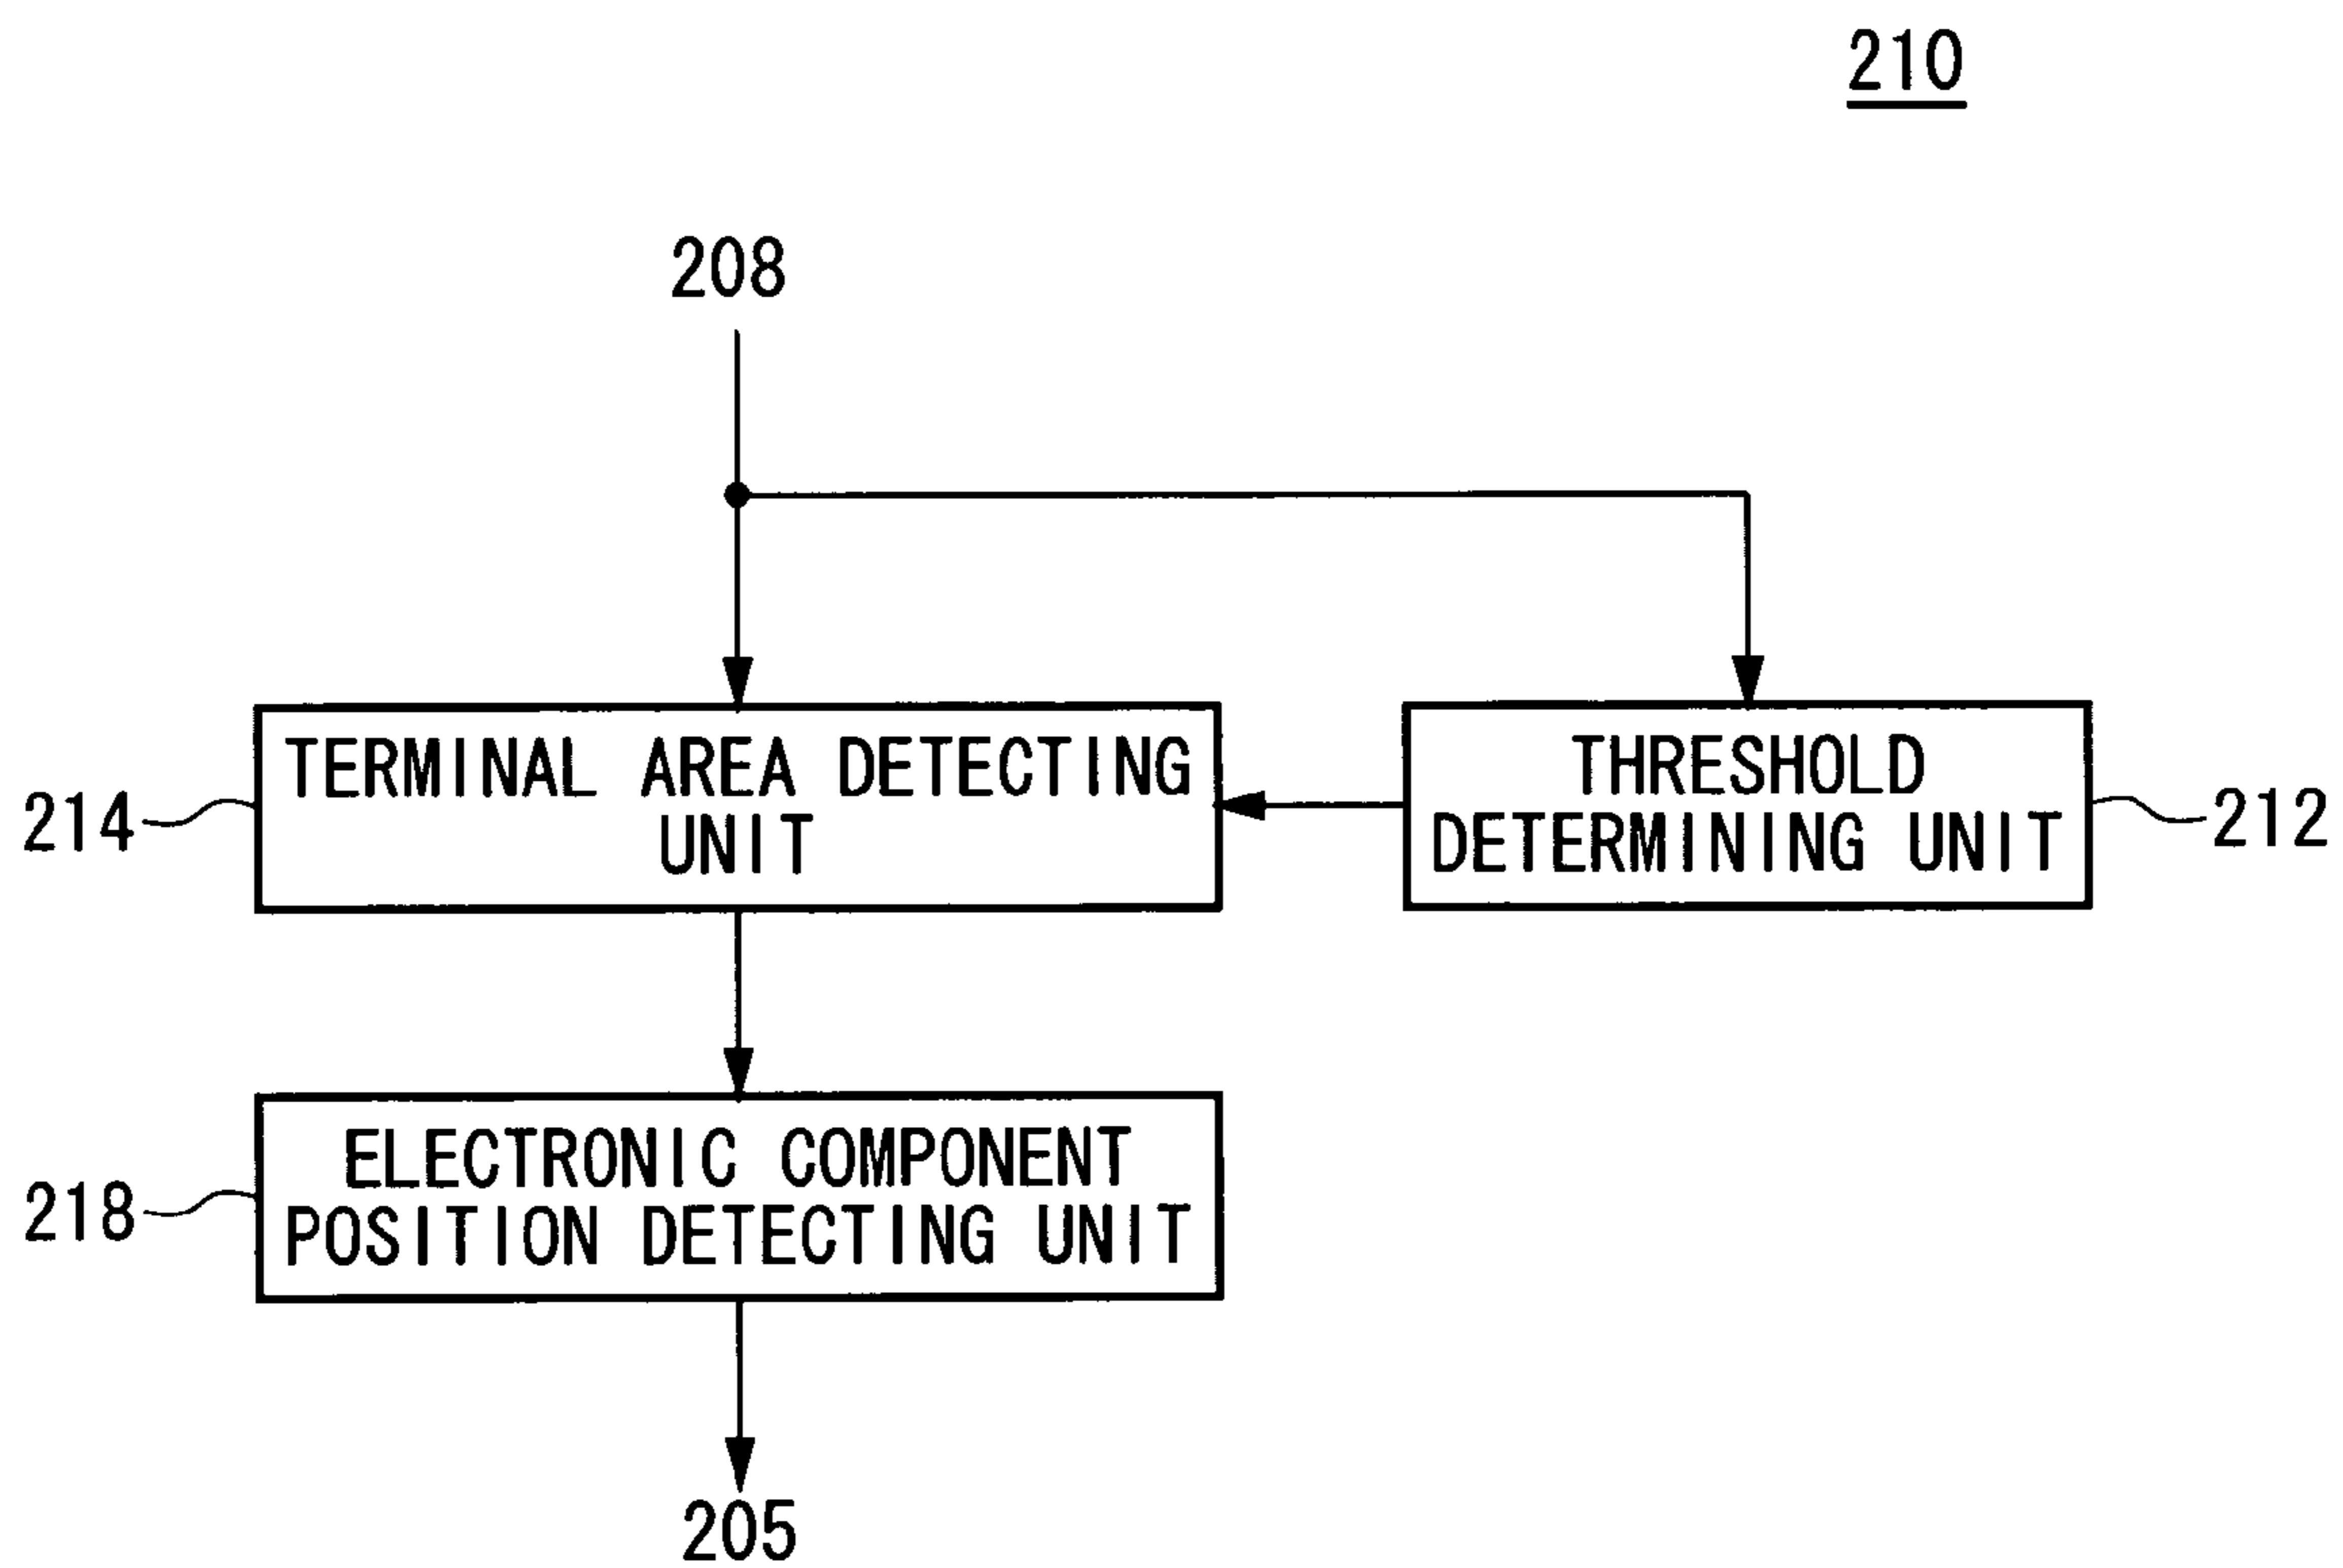 210
208
TERMINAL AREA DETECTING
UNIT
214
THRESHOLD
DETERMINING UNIT
212
ELECTRONIC COMPONENT
POSITION DETECTING UNIT
218
205